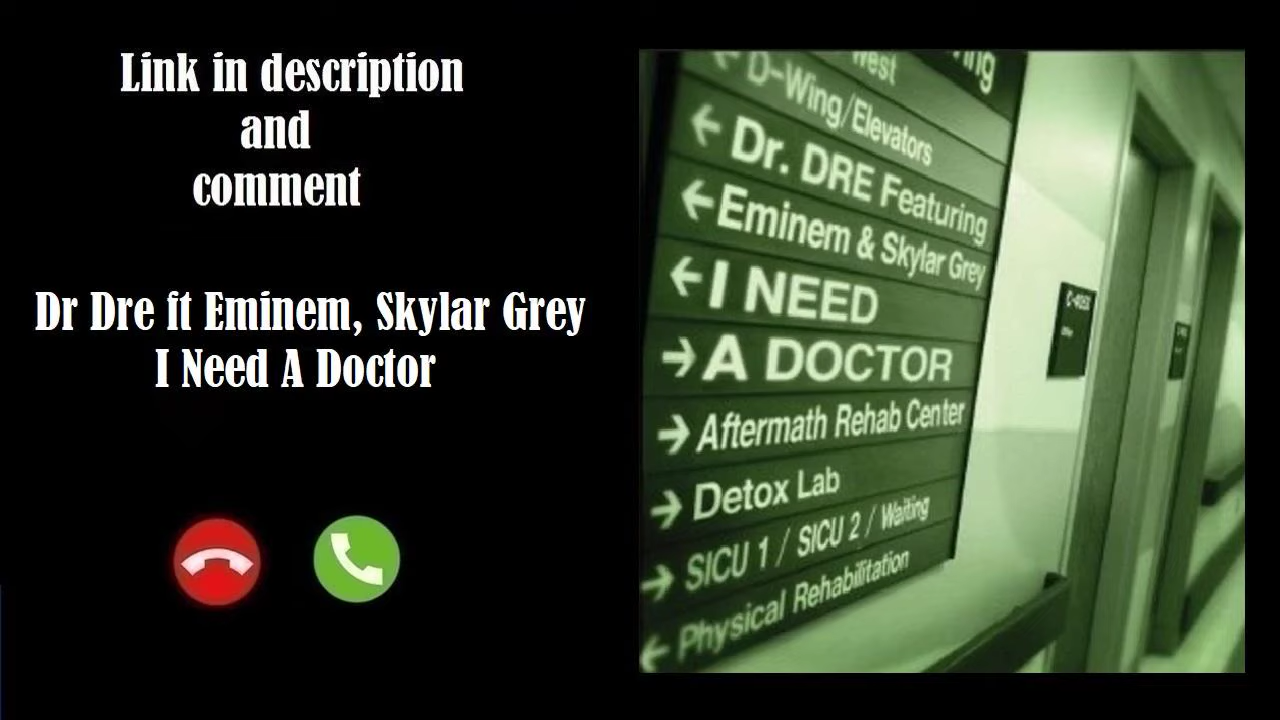 Link in description
and
comment
Dr Dre ft Eminem, Skylar Grey
I Need A Doctor
West
D-Wing/Elevators
Dr. DRE Featuring
Eminem & Skylar Grey
I NEED
A DOCTOR
Aftermath Rehab Center
Detox Lab
SICU 1 / SICU 2 / Waiting
Physical Rehabilitation